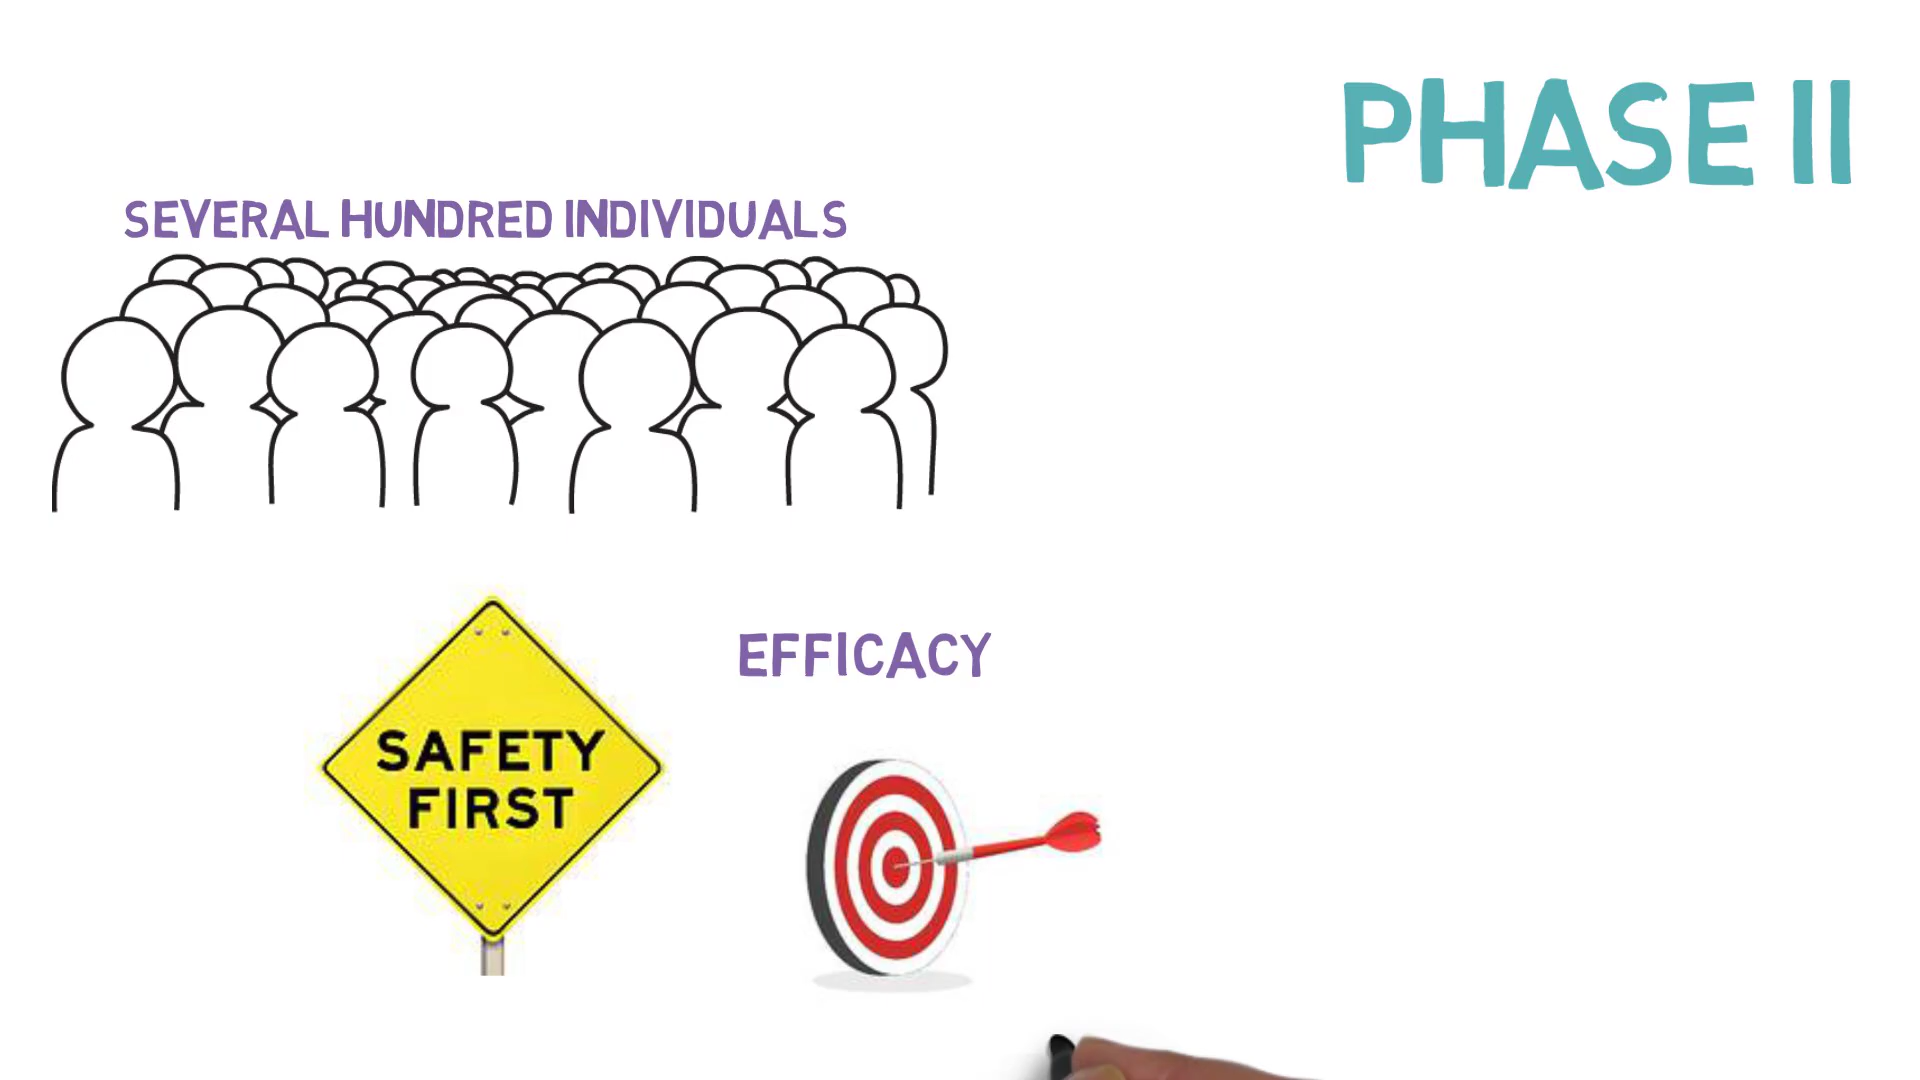 PHASE II
SEVERAL HUNDRED INDIVIDUALS
EFFICACY
SAFETY
FIRST